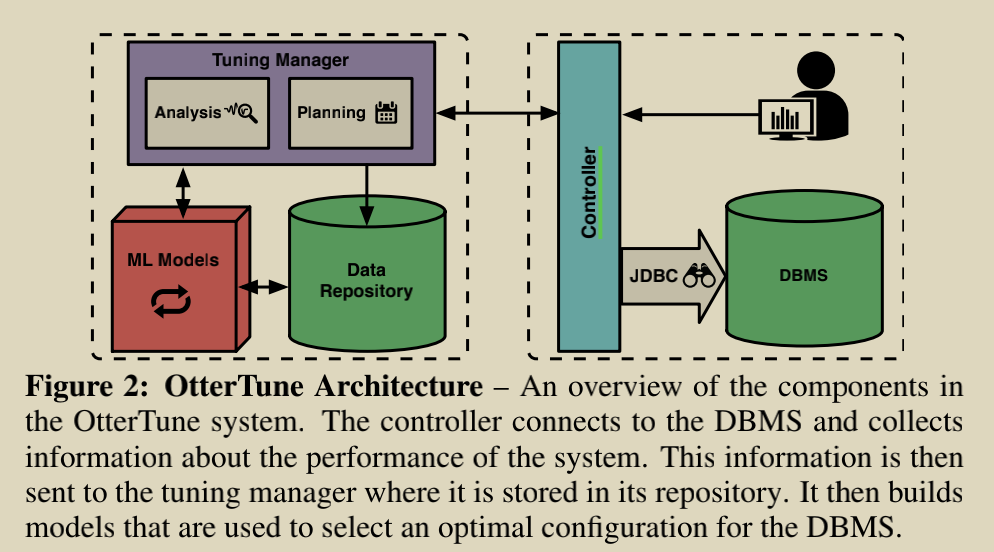 Tuning Manager
Analysis
Planning
ML Models
Data
Repository
Controller
JDBC
DBMS
Figure 2: OtterTune Architecture – An overview of the components in
the OtterTune system. The controller connects to the DBMS and collects
information about the performance of the system. This information is then
sent to the tuning manager where it is stored in its repository. It then builds
models that are used to select an optimal configuration for the DBMS.